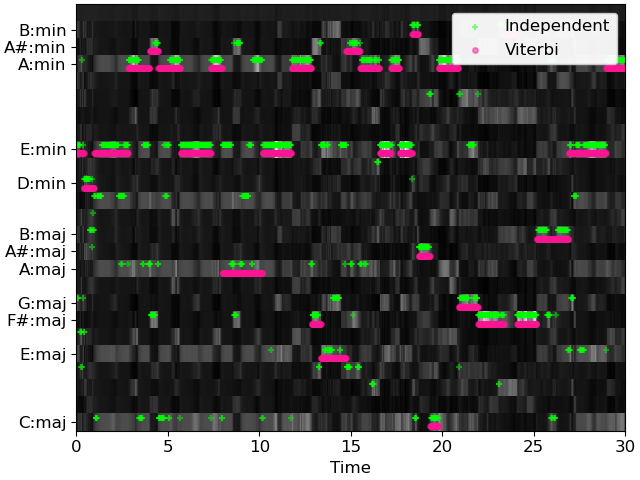 Independent
Viterbi
B:min
A#:min
A:min
E:min
D:min
B:maj
A#:maj
A:maj
G:maj
F#:maj
E:maj
C:maj
0 5 10 15 20 25 30
Time